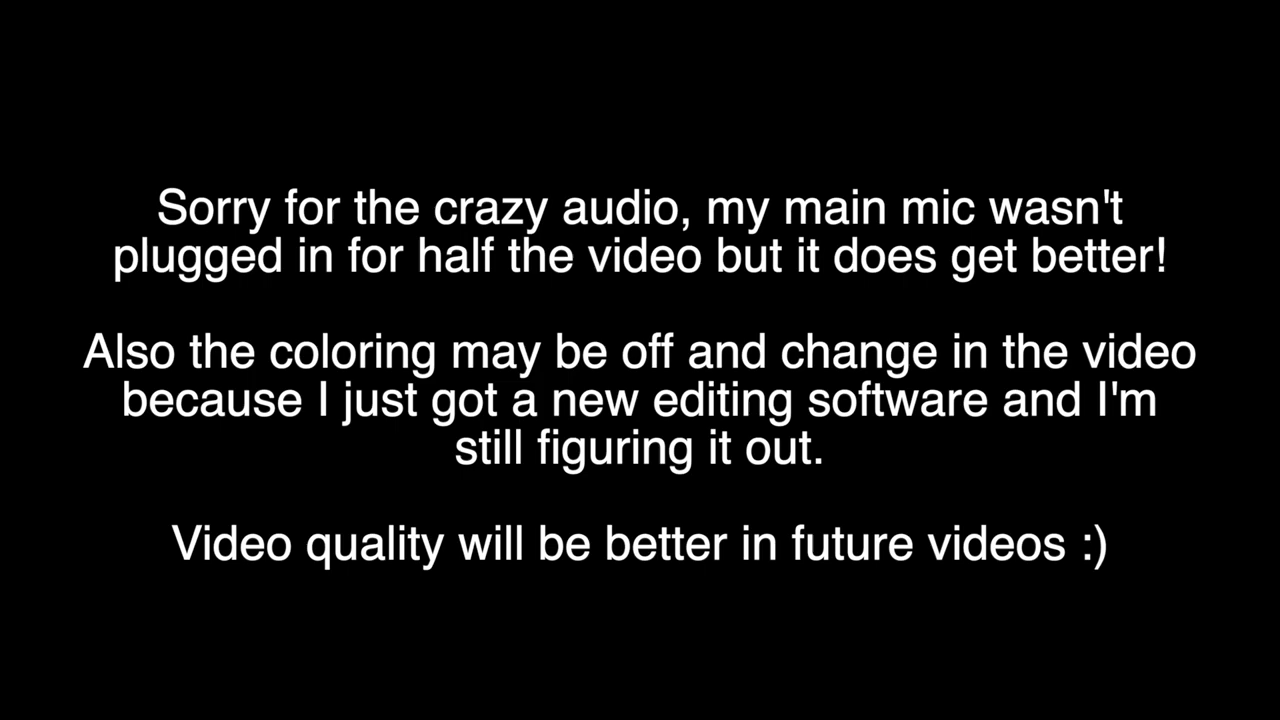 Sorry for the crazy audio, my main mic wasn't
plugged in for half the video but it does get better!
Also the coloring may be off and change in the video
because I just got a new editing software and I'm
still figuring it out.
Video quality will be better in future videos :)